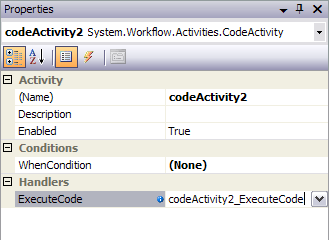 Properties
codeActivity2 System.Workflow.Activities.CodeActivity
A
Z
Activity
(Name) codeActivity2
Description
Enabled True
Conditions
WhenCondition (None)
Handlers
ExecuteCode codeActivity2_ExecuteCode